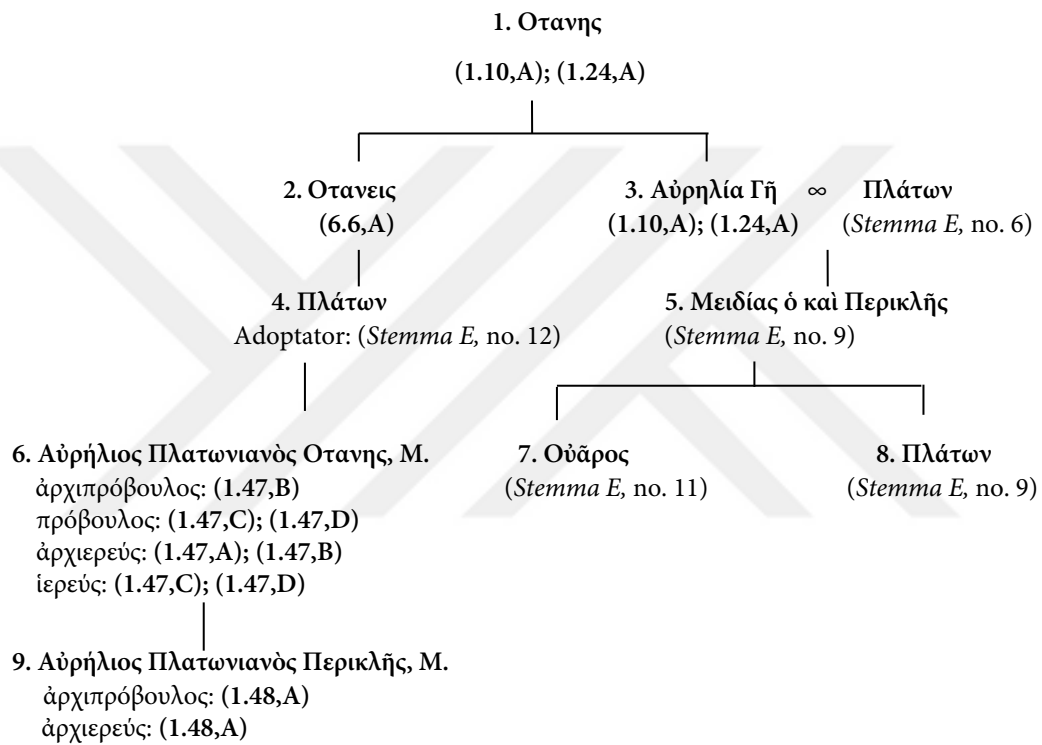 1. Οτανης
(1.10,A); (1.24,A)
2. Οτανεις
(6.6,A)
3. Αὐρηλία Γῆ ∞ Πλάτων
(1.10,A); (1.24,A) (Stemma E, no. 6)
4. Πλάτων
Adoptator: (Stemma E, no. 12)
5. Μειδίας ὁ καὶ Περικλῆς
(Stemma E, no. 9)
6. Αὐρήλιος Πλατωνιανὸς Οτανης, Μ.
ἀρχιπρόβουλος: (1.47,B)
πρόβουλος: (1.47,C); (1.47,D)
ἀρχιερεύς: (1.47,A); (1.47,B)
ἱερεύς: (1.47,C); (1.47,D)
7. Οὐᾶρος
(Stemma E, no. 11)
8. Πλάτων
(Stemma E, no. 9)
9. Αὐρήλιος Πλατωνιανὸς Περικλῆς, Μ.
ἀρχιπρόβουλος: (1.48,A)
ἀρχιερεύς: (1.48,A)